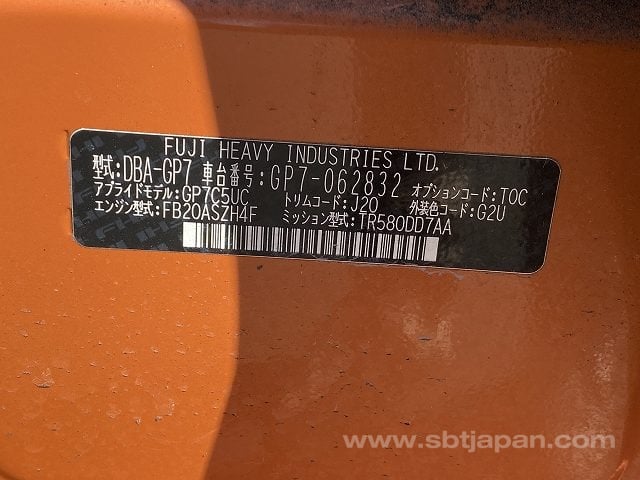 FUJI HEAVY INDUSTRIES LTD.
型式:DBA-GP7 車台番号:GP7-062832 オプションコード:TOC
アプライドモデル:GP7C5UC トリムコード:J20 外装色コード:G2U
エンジン型式:FB20ASZH4F ミッション型式:TR580DD7AA
www.sbtjapan.com